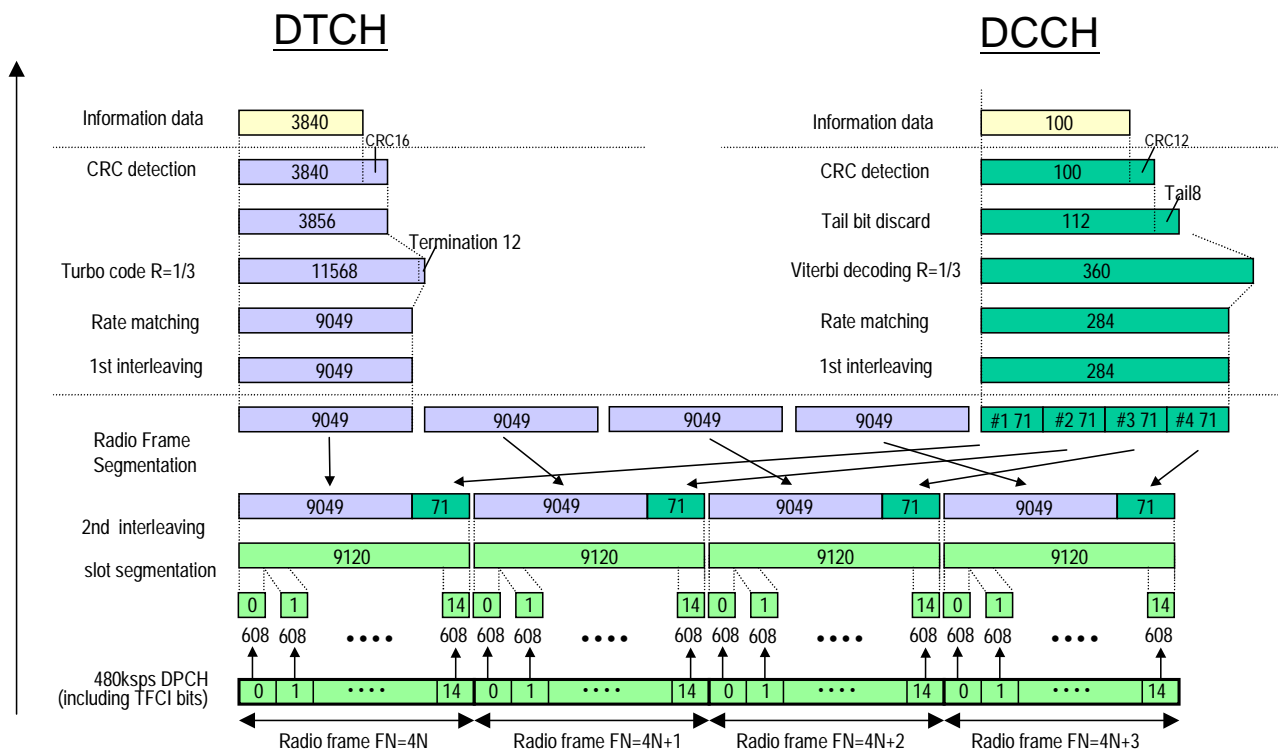 DTCH DCCH
Information data 3840 Information data 100
CRC16 CRC12
CRC detection 3840 CRC detection 100
Tail8
3856 Tail bit discard 112
Termination 12
Turbo code R=1/3 11568 Viterbi decoding R=1/3 360
Rate matching 9049 Rate matching 284
1st interleaving 9049 1st interleaving 284
9049 9049 9049 9049 #1 71 #2 71 #3 71 #4 71
Radio Frame
Segmentation
9049 71 9049 71 9049 71 9049 71
2nd interleaving
9120 9120 9120 9120
slot segmentation
0 1 14 0 1 14 0 1 14 0 1 14
608 608 •••• 608 608 608 •••• 608 608 608 •••• 608 608 608 •••• 608
480ksps DPCH
(including TFCI bits)
0 1 •••• 14 0 1 •••• 14 0 1 •••• 14 0 1 •••• 14
Radio frame FN=4N Radio frame FN=4N+1 Radio frame FN=4N+2 Radio frame FN=4N+3